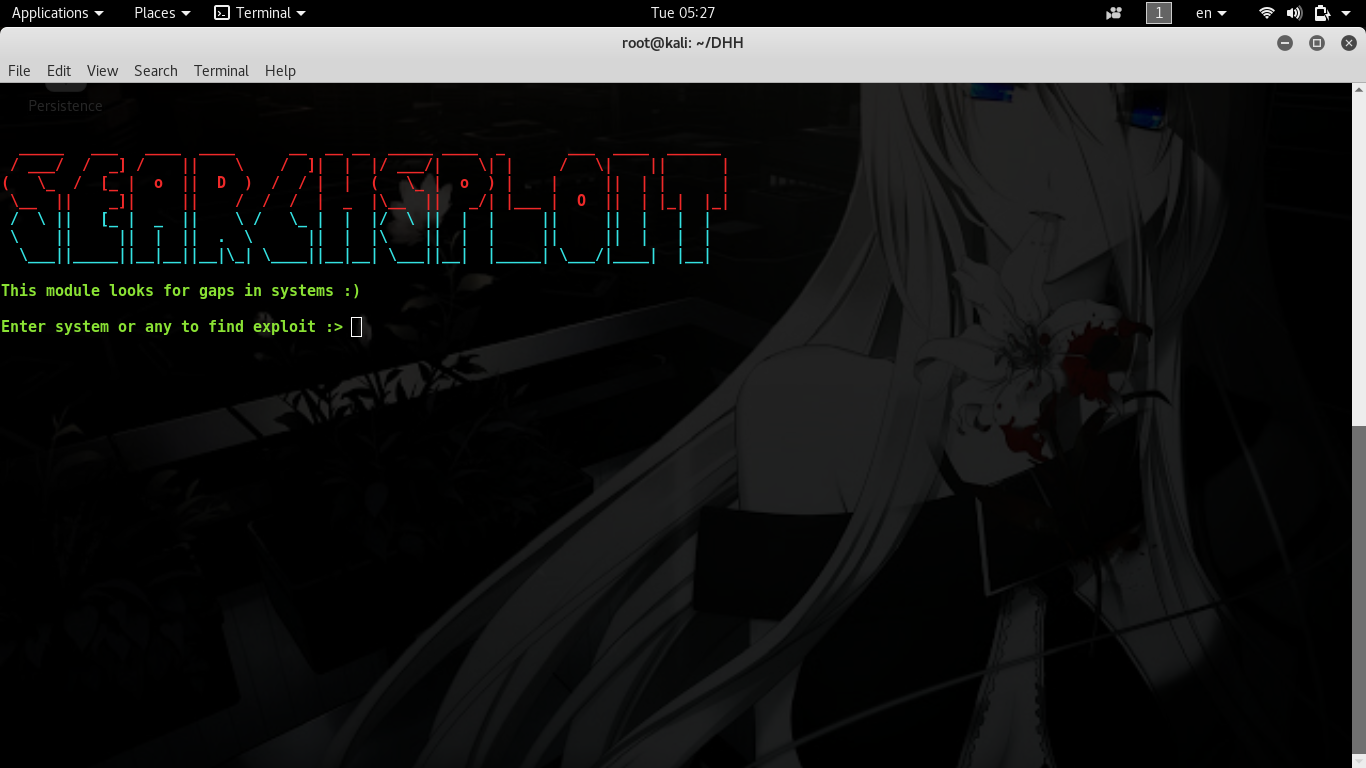 Applications Places Terminal Tue 05:27 1 en
root@kali: ~/DHH
File Edit View Search Terminal Help
Persistence
SEARCHSPLOIT
This module looks for gaps in systems :)
Enter system or any to find exploit :>